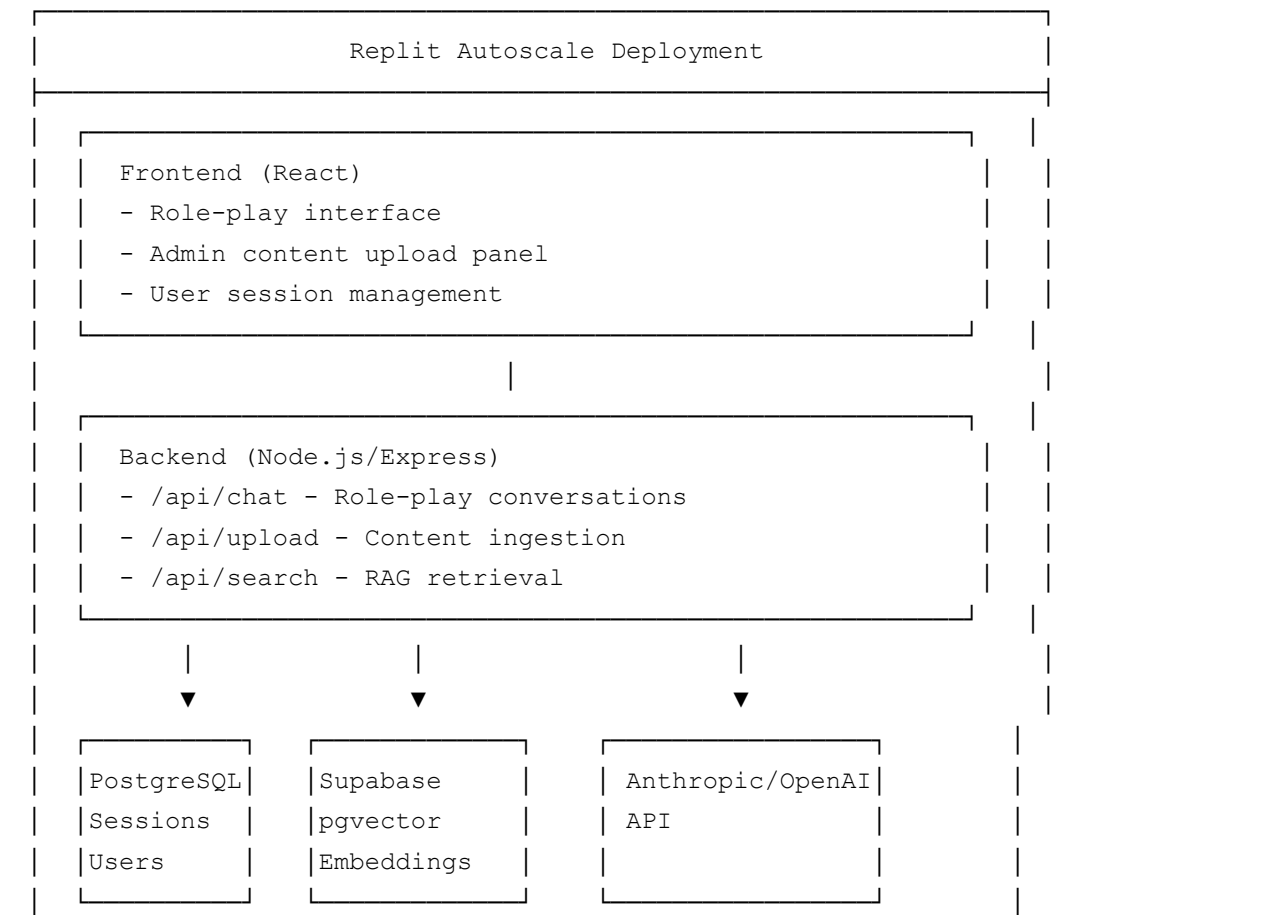 Replit Autoscale Deployment
Frontend (React)
- Role-play interface
- Admin content upload panel
- User session management
Backend (Node.js/Express)
- /api/chat - Role-play conversations
- /api/upload - Content ingestion
- /api/search - RAG retrieval
PostgreSQL Supabase Anthropic/OpenAI
Sessions pgvector API
Users Embeddings